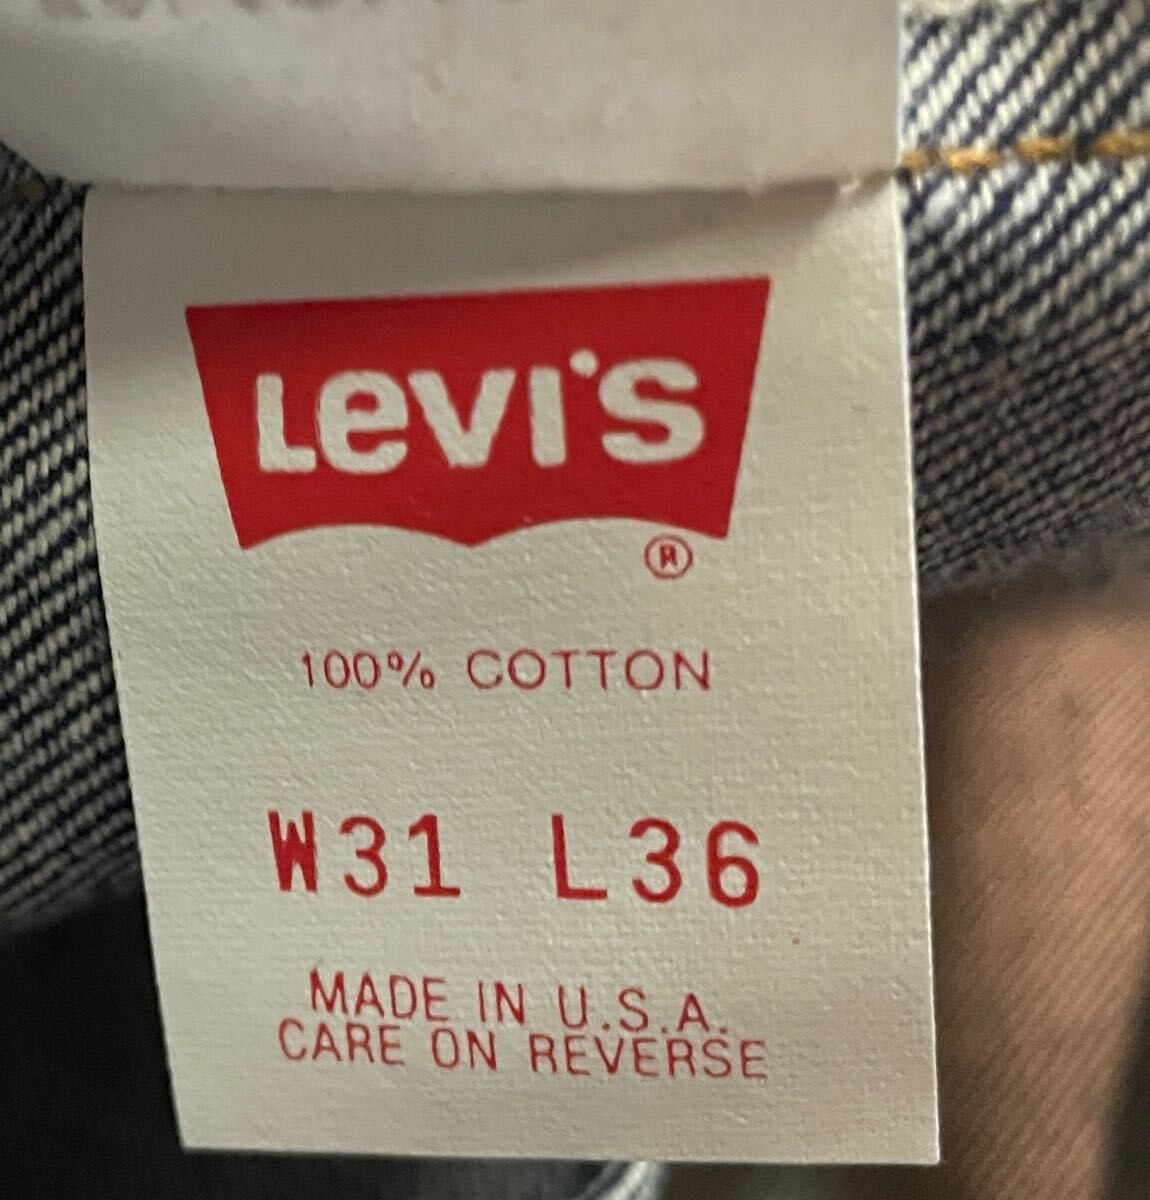 Levi's
®
100% COTTON
W31 L36
MADE IN U.S.A.
CARE ON REVERSE